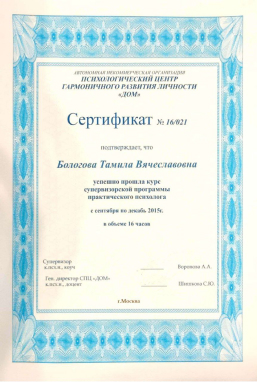 АВТОНОМНАЯ НЕКОММЕРЧЕСКАЯ ОРГАНИЗАЦИЯ
ПСИХОЛОГИЧЕСКИЙ ЦЕНТР
ГАРМОНИЧНОГО РАЗВИТИЯ ЛИЧНОСТИ
«ДОМ»
Сертификат № 16/021
подтверждает, что
Бологова Тамила Вячеславовна
успешно прошла курс
супервизорской программы
практического психолога
с сентября по декабрь 2015г.
в объеме 16 часов
Супервизор
к.псх.н., коуч Воронова А.А.
Ген. директор СПЦ «ДОМ»
к.псх.н., доцент Шишкова С.Ю.
г.Москва